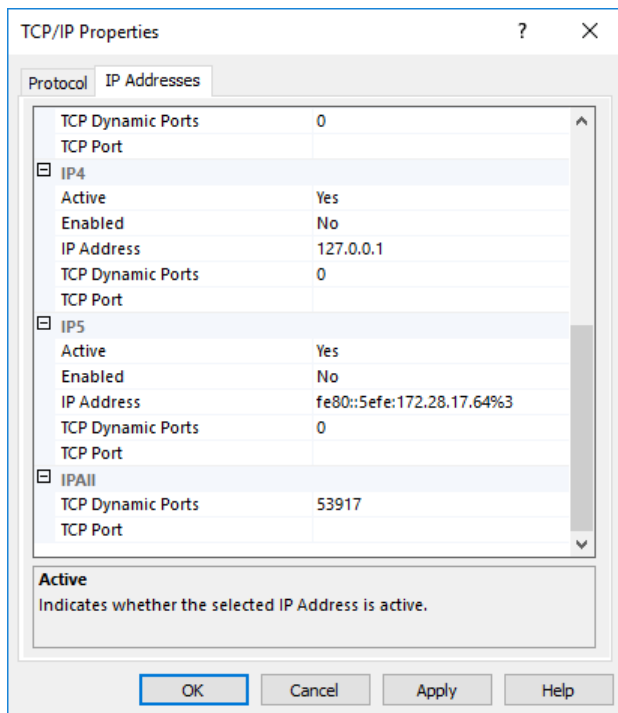 TCP/IP Properties ? ×
Protocol IP Addresses
TCP Dynamic Ports 0
TCP Port
IP4
Active Yes
Enabled No
IP Address 127.0.0.1
TCP Dynamic Ports 0
TCP Port
IP5
Active Yes
Enabled No
IP Address fe80::5efe:172.28.17.64%3
TCP Dynamic Ports 0
TCP Port
IPAll
TCP Dynamic Ports 53917
TCP Port
Active
Indicates whether the selected IP Address is active.
OK Cancel Apply Help